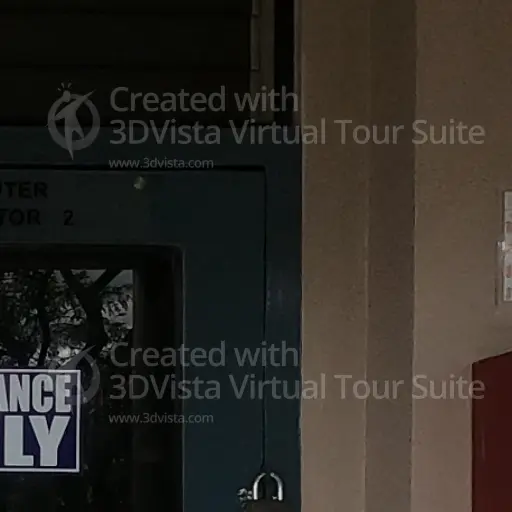 Created with
3DVista Virtual Tour Suite
www.3dvista.com
UTER
TOR 2
Created with
3DVista Virtual Tour Suite
www.3dvista.com
ANCE
LY